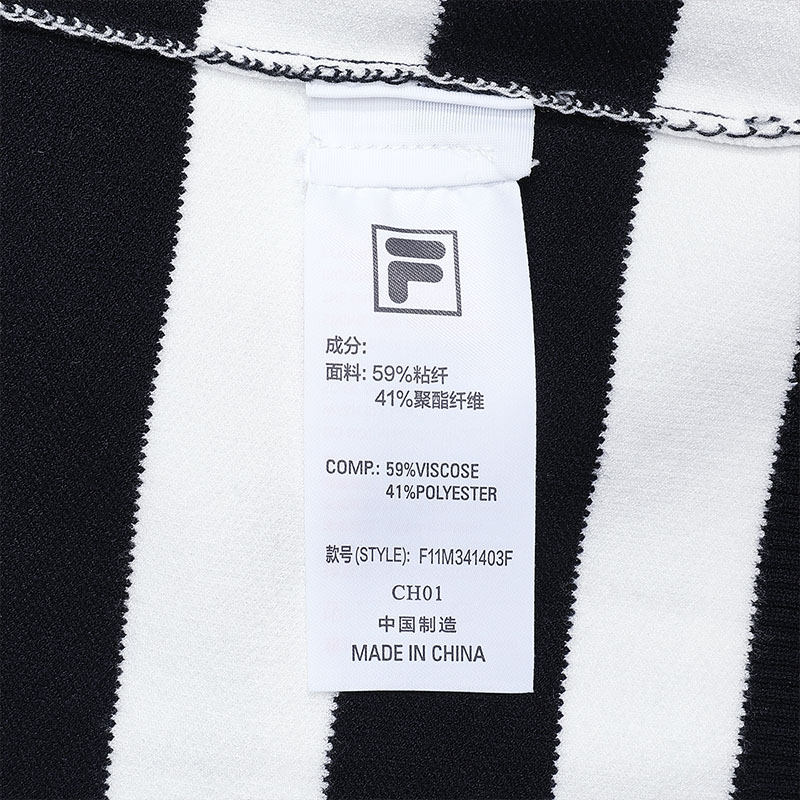 F
成分:
面料: 59%粘纤
41%聚酯纤维
COMP.: 59%VISCOSE
41%POLYESTER
款号(STYLE): F11M341403F
CH01
中国制造
MADE IN CHINA